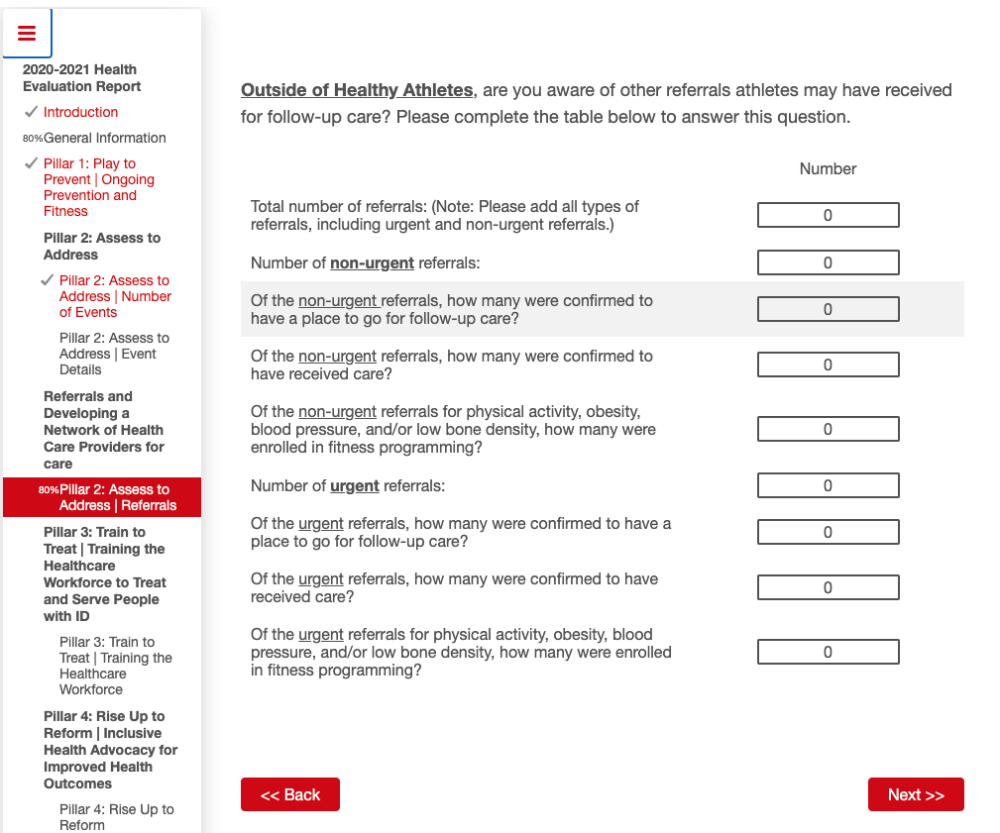 2020-2021 Health
Evaluation Report
Introduction
80% General Information
Pillar 1: Play to
Prevent | Ongoing
Prevention and
Fitness
Pillar 2: Assess to
Address
Pillar 2: Assess to
Address | Number
of Events
Pillar 2: Assess to
Address | Event
Details
Referrals and
Developing a
Network of Health
Care Providers for
care
80% Pillar 2: Assess to
Address | Referrals
Pillar 3: Train to
Treat | Training the
Healthcare
Workforce to Treat
and Serve People
with ID
Pillar 3: Train to
Treat | Training the
Healthcare
Workforce
Pillar 4: Rise Up to
Reform | Inclusive
Health Advocacy for
Improved Health
Outcomes
Pillar 4: Rise Up to
Reform
Outside of Healthy Athletes, are you aware of other referrals athletes may have received
for follow-up care? Please complete the table below to answer this question.
Number
Total number of referrals: (Note: Please add all types of
referrals, including urgent and non-urgent referrals.)
0
Number of non-urgent referrals:
0
Of the non-urgent referrals, how many were confirmed to
have a place to go for follow-up care?
0
Of the non-urgent referrals, how many were confirmed to
have received care?
0
Of the non-urgent referrals for physical activity, obesity,
blood pressure, and/or low bone density, how many were
enrolled in fitness programming?
0
Number of urgent referrals:
0
Of the urgent referrals, how many were confirmed to have a
place to go for follow-up care?
0
Of the urgent referrals, how many were confirmed to have
received care?
0
Of the urgent referrals for physical activity, obesity, blood
pressure, and/or low bone density, how many were enrolled
in fitness programming?
0
<< Back
Next >>